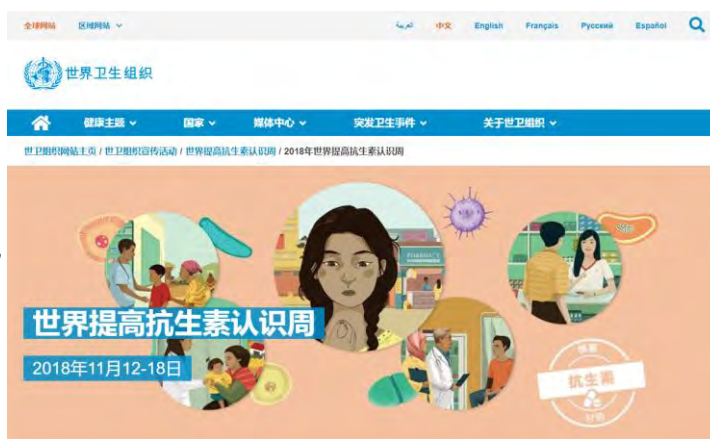 全球网站 区域网站 العربية 中文 English Français Русский Español
世界卫生组织
健康主题 国家 媒体中心 突发卫生事件 关于世卫组织
世卫组织网站主页 / 世卫组织宣传活动 / 世界提高抗生素认识周 / 2018年世界提高抗生素认识周
PHARMACY
世界提高抗生素认识周
2018年11月12-18日
抗生素